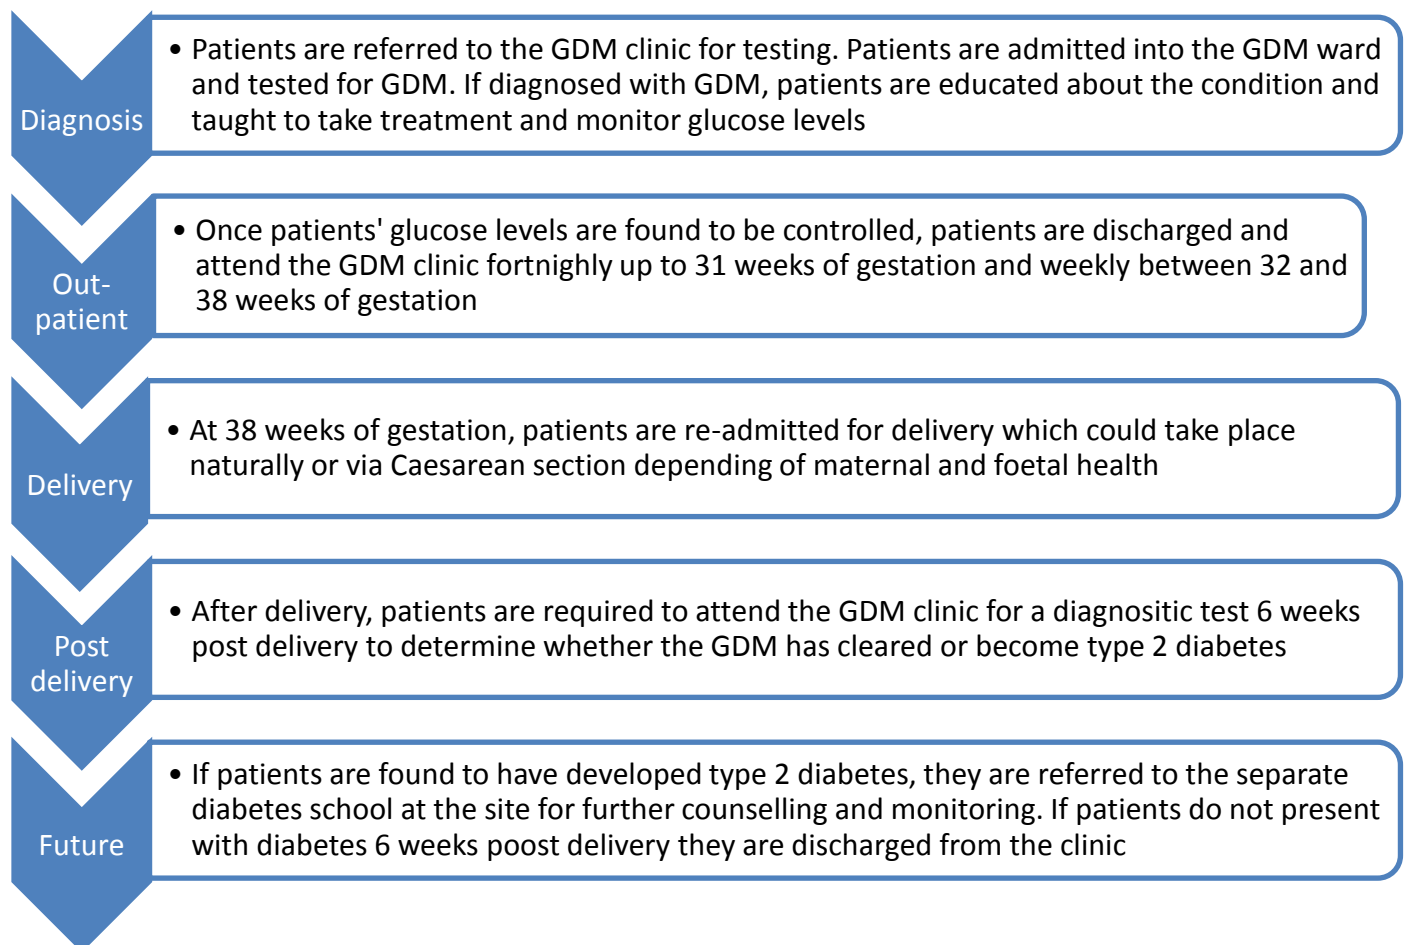 Diagnosis
• Patients are referred to the GDM clinic for testing. Patients are admitted into the GDM ward
and tested for GDM. If diagnosed with GDM, patients are educated about the condition and
taught to take treatment and monitor glucose levels
Out-
patient
• Once patients' glucose levels are found to be controlled, patients are discharged and
attend the GDM clinic fortnighly up to 31 weeks of gestation and weekly between 32 and
38 weeks of gestation
Delivery
• At 38 weeks of gestation, patients are re-admitted for delivery which could take place
naturally or via Caesarean section depending of maternal and foetal health
Post
delivery
• After delivery, patients are required to attend the GDM clinic for a diagnositic test 6 weeks
post delivery to determine whether the GDM has cleared or become type 2 diabetes
Future
• If patients are found to have developed type 2 diabetes, they are referred to the separate
diabetes school at the site for further counselling and monitoring. If patients do not present
with diabetes 6 weeks poost delivery they are discharged from the clinic